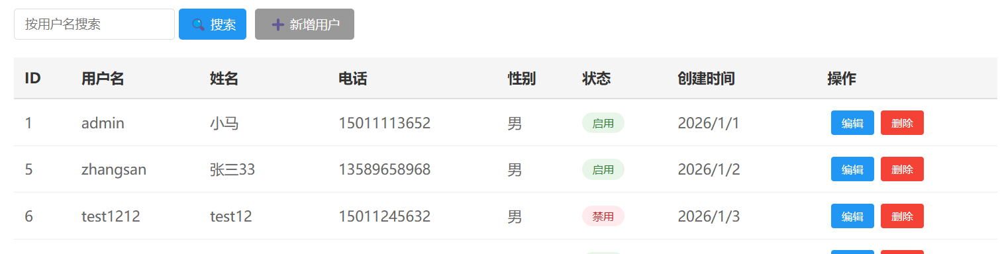 按用户名搜索 搜索 新增用户
ID 用户名 姓名 电话 性别 状态 创建时间 操作
1 admin 小马 15011113652 男 启用 2026/1/1 编辑 删除
5 zhangsan 张三33 13589658968 男 启用 2026/1/2 编辑 删除
6 test1212 test12 15011245632 男 禁用 2026/1/3 编辑 删除